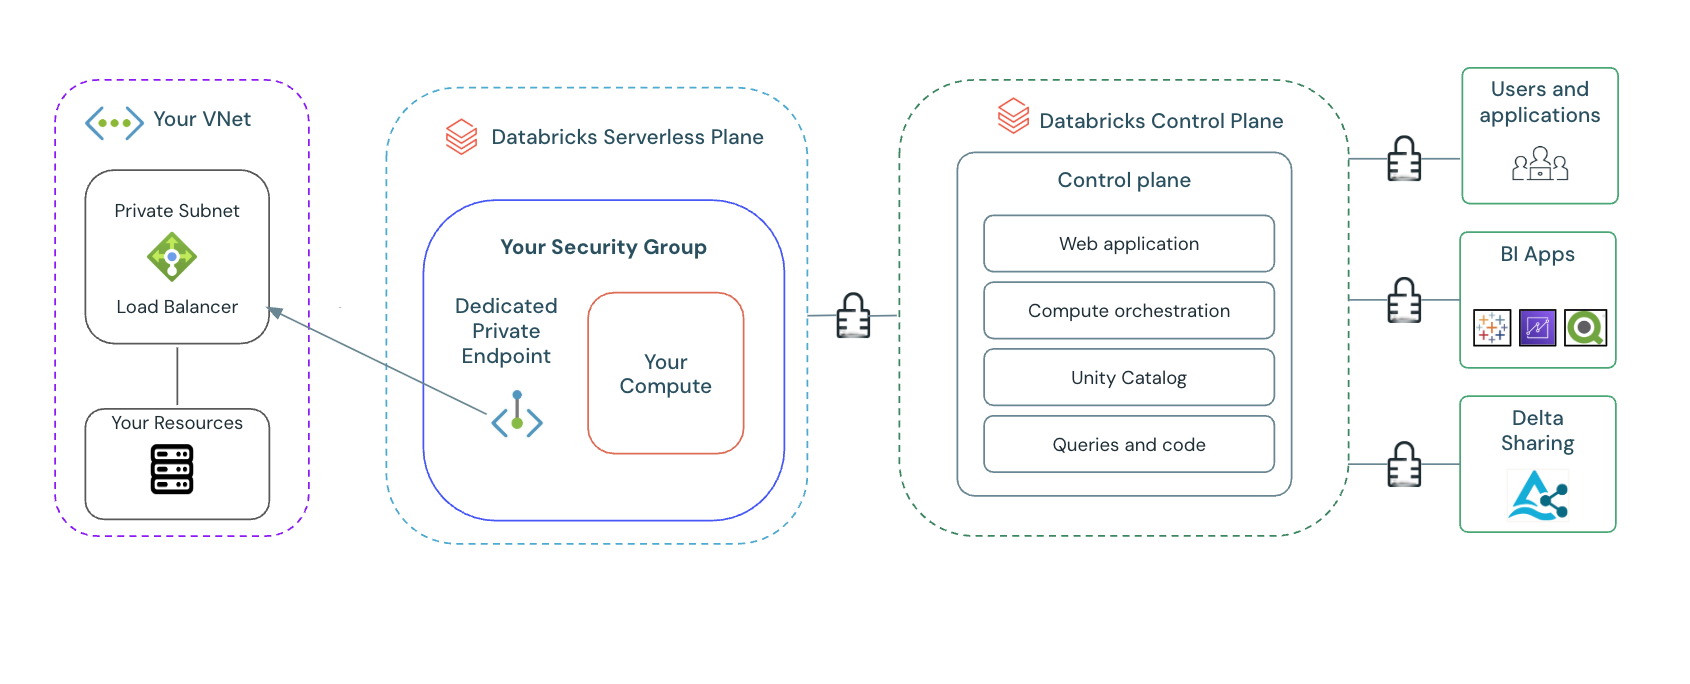 Your VNet
Private Subnet
Load Balancer
Your Resources
Databricks Serverless Plane
Your Security Group
Dedicated
Private
Endpoint
Your
Compute
Databricks Control Plane
Control plane
Web application
Compute orchestration
Unity Catalog
Queries and code
Users and
applications
BI Apps
Delta
Sharing